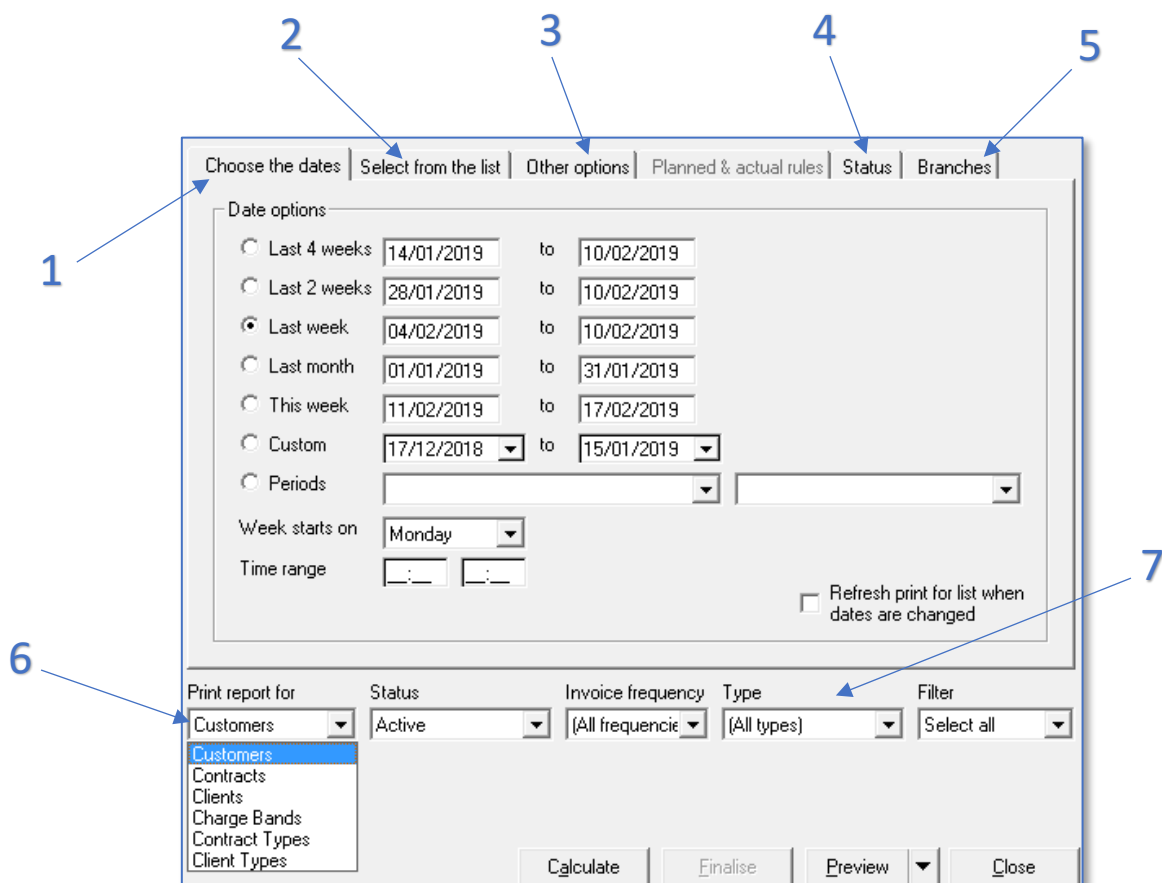 2 3 4 5
Choose the dates Select from the list Other options Planned & actual rules Status Branches
Date options
1
Last 4 weeks 14/01/2019 to 10/02/2019
Last 2 weeks 28/01/2019 to 10/02/2019
Last week 04/02/2019 to 10/02/2019
Last month 01/01/2019 to 31/01/2019
This week 11/02/2019 to 17/02/2019
Custom 17/12/2018 to 15/01/2019
Periods
Week starts on Monday
Time range __:__ __:__
7
Refresh print for list when
dates are changed
6
Print report for Status Invoice frequency Type Filter
Customers Active (All frequencie (All types) Select all
Customers
Contracts
Clients
Charge Bands
Contract Types
Client Types
Calculate Finalise Preview Close